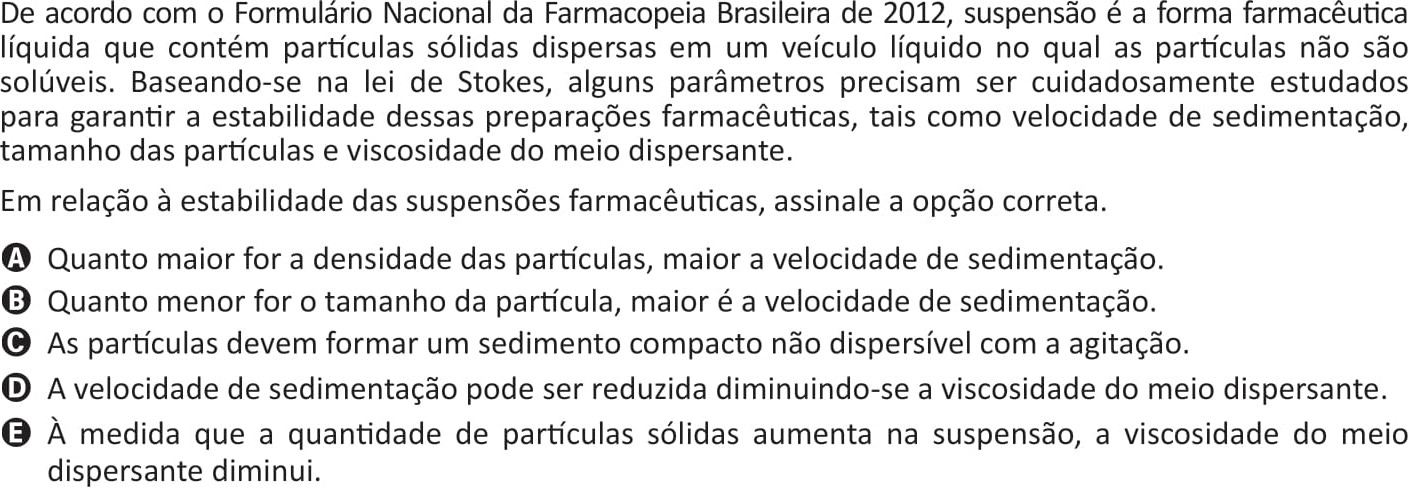 De acordo com o Formulário Nacional da Farmacopeia Brasileira de 2012, suspensão é a forma farmacêutica
líquida que contém partículas sólidas dispersas em um veículo líquido no qual as partículas não são
solúveis. Baseando-se na lei de Stokes, alguns parâmetros precisam ser cuidadosamente estudados
para garantir a estabilidade dessas preparações farmacêuticas, tais como velocidade de sedimentação,
tamanho das partículas e viscosidade do meio dispersante.
Em relação à estabilidade das suspensões farmacêuticas, assinale a opção correta.
A Quanto maior for a densidade das partículas, maior a velocidade de sedimentação.
B Quanto menor for o tamanho da partícula, maior é a velocidade de sedimentação.
C As partículas devem formar um sedimento compacto não dispersível com a agitação.
D A velocidade de sedimentação pode ser reduzida diminuindo-se a viscosidade do meio dispersante.
E À medida que a quantidade de partículas sólidas aumenta na suspensão, a viscosidade do meio
dispersante diminui.